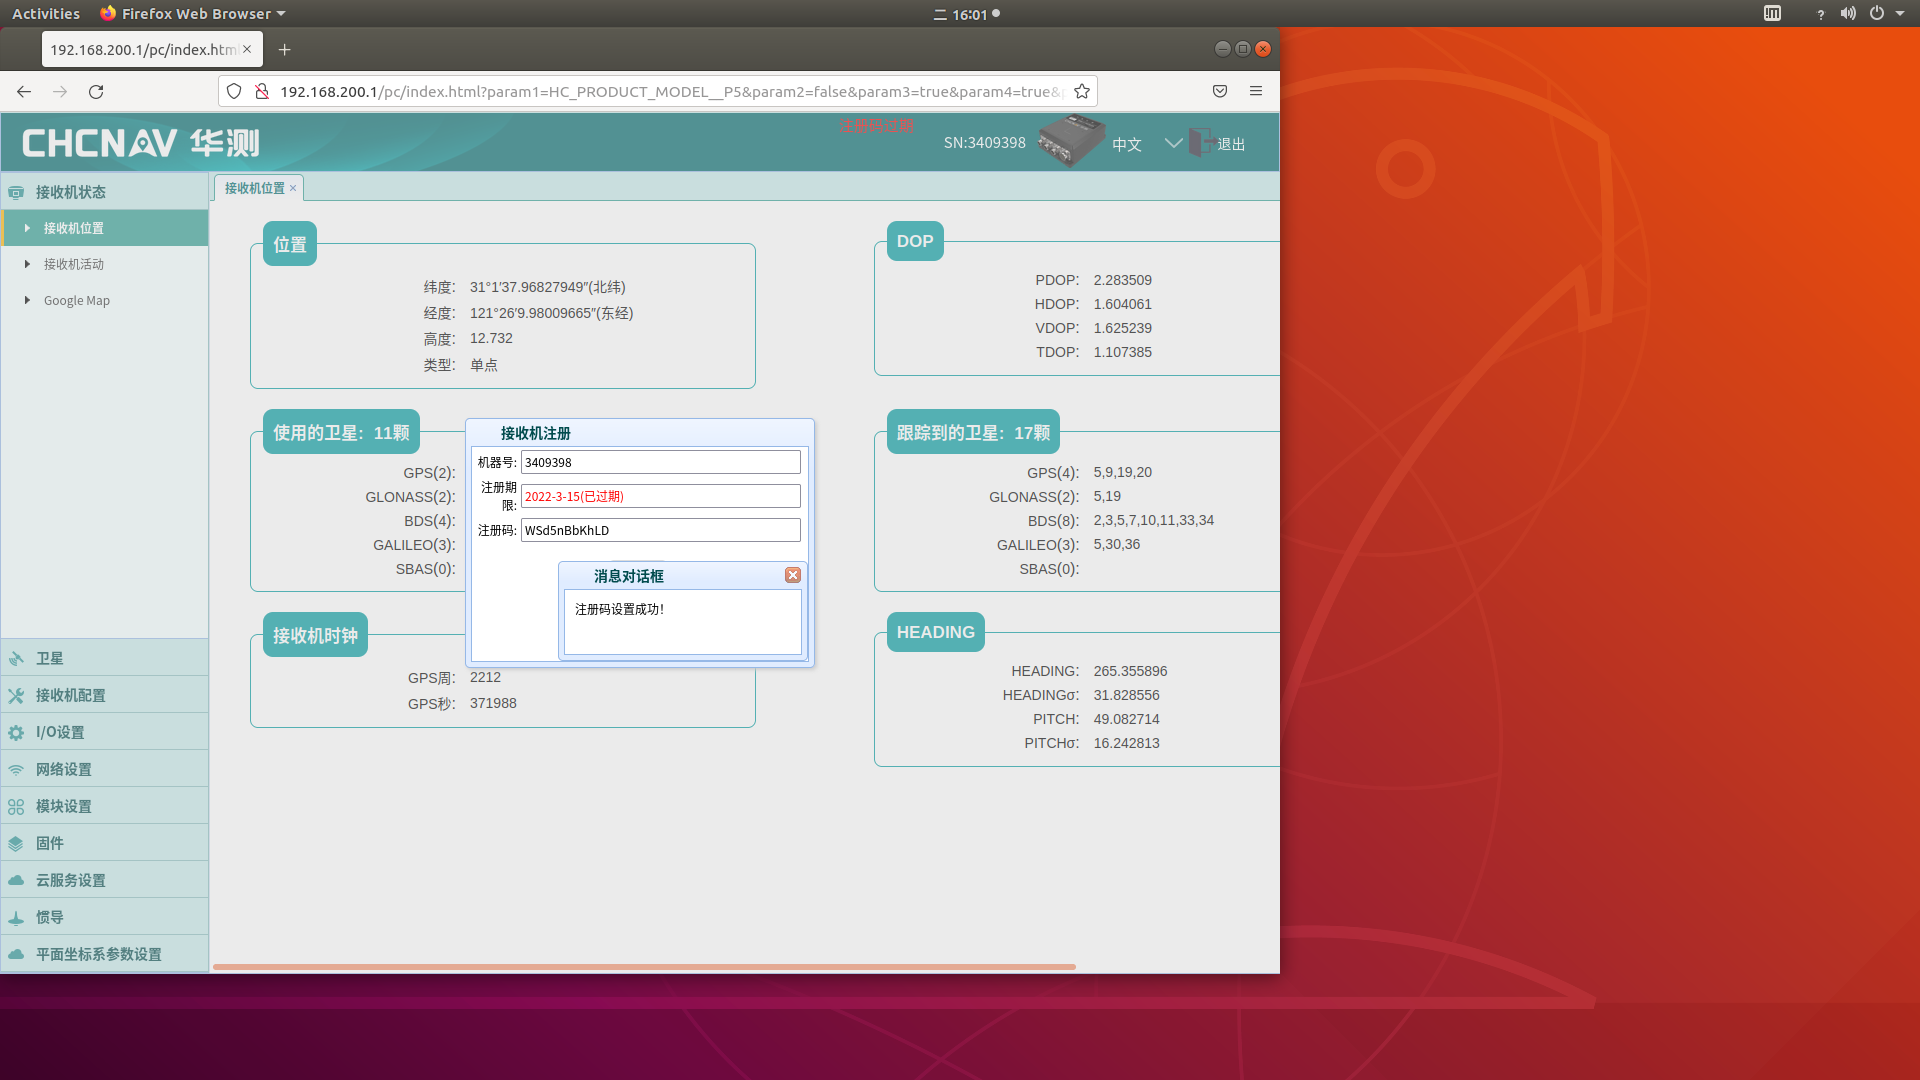 Activities
Firefox Web Browser
二 16:01
192.168.200.1/pc/index.html
192.168.200.1/pc/index.html?param1=HC_PRODUCT_MODEL__P5&param2=false&param3=true&param4=true&
CHCNAV 华测
注册码过期
SN:3409398
中文
退出
接收机状态
接收机位置
接收机活动
Google Map
卫星
接收机配置
I/O设置
网络设置
模块设置
固件
云服务设置
惯导
平面坐标系参数设置
接收机位置
位置
纬度: 31°1′37.96827949″(北纬)
经度: 121°26′9.98009665″(东经)
高度: 12.732
类型: 单点
DOP
PDOP: 2.283509
HDOP: 1.604061
VDOP: 1.625239
TDOP: 1.107385
使用的卫星: 11颗
GPS(2):
GLONASS(2):
BDS(4):
GALILEO(3):
SBAS(0):
跟踪到的卫星: 17颗
GPS(4): 5,9,19,20
GLONASS(2): 5,19
BDS(8): 2,3,5,7,10,11,33,34
GALILEO(3): 5,30,36
SBAS(0):
接收机注册
机器号: 3409398
注册期限: 2022-3-15(已过期)
注册码: WSd5nBbKhLD
消息对话框
注册码设置成功!
接收机时钟
GPS周: 2212
GPS秒: 371988
HEADING
HEADING: 265.355896
HEADINGσ: 31.828556
PITCH: 49.082714
PITCHσ: 16.242813